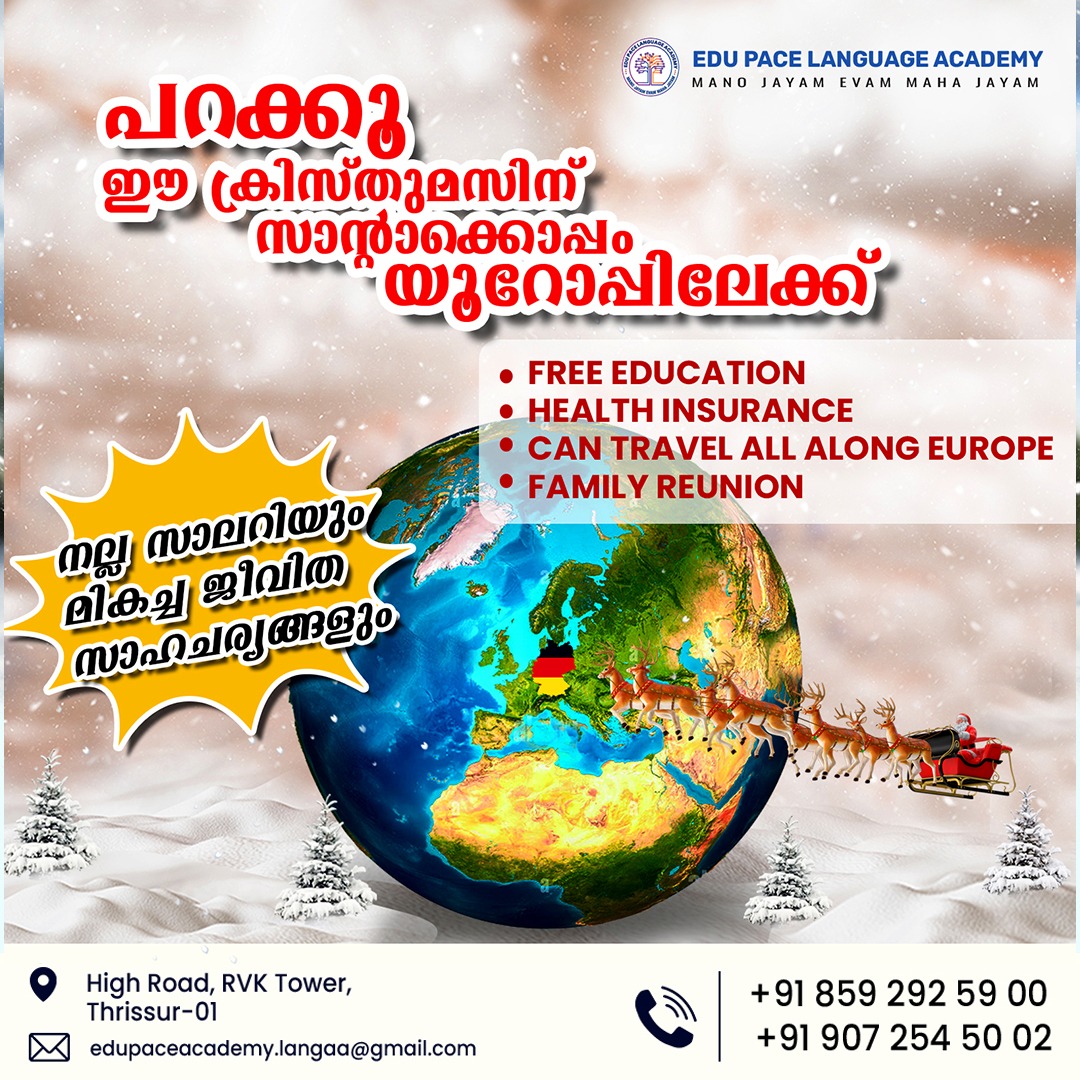 EDU PACE LANGUAGE ACADEMY
MANO JAYAM EVAM MAHA JAYAM
പറക്കൂ
ഈ ക്രിസ്തുമസിന്
സാന്റാക്കൊപ്പം
യൂറോപ്പിലേക്ക്
• FREE EDUCATION
• HEALTH INSURANCE
• CAN TRAVEL ALL ALONG EUROPE
• FAMILY REUNION
നല്ല സാലറിയും
മികച്ച ജീവിത
സാഹചര്യങ്ങളും
High Road, RVK Tower,
Thrissur-01
edupaceacademy.langaa@gmail.com
+91 859 292 59 00
+91 907 254 50 02